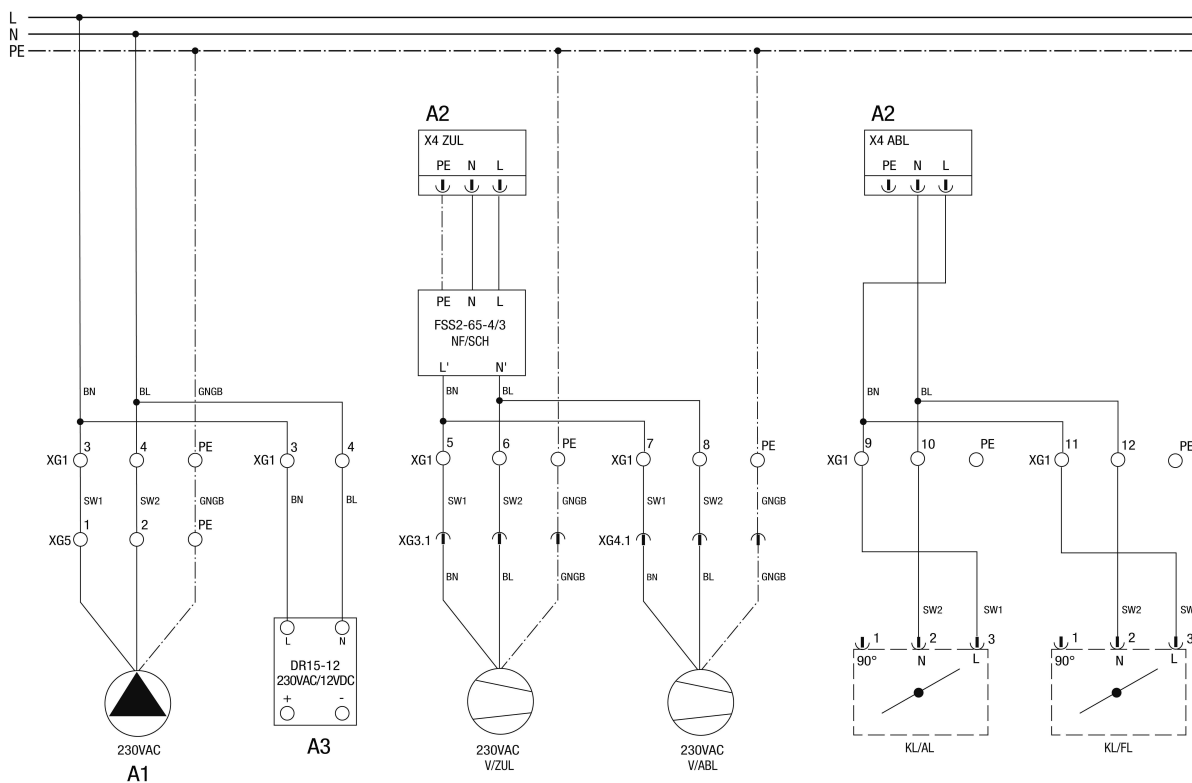 L
N
PE
A2
X4 ZUL
PE N L
A2
X4 ABL
PE N L
PE N L
FSS2-65-4/3
NF/SCH
L' N'
BN BL GNGB
BN BL
BN BL
3 4 PE 3 4
XG1 XG1
5 6 PE 7 8 PE
XG1 XG1
9 10 PE 11 12 PE
XG1 XG1
SW1 SW2 GNGB BN BL
SW1 SW2 GNGB SW1 SW2 GNGB
1 2 PE
XG5
XG3.1 XG4.1
BN BL GNGB BN BL GNGB
SW2 SW1 SW2 SW
L N
DR15-12
230VAC/12VDC
+ -
1 2 3
90° N L
1 2 3
90° N L
230VAC
A1
A3
230VAC
V/ZUL
230VAC
V/ABL
KL/AL
KL/FL